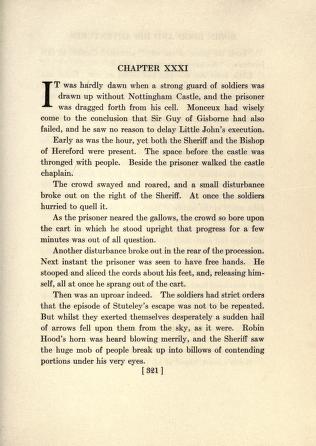 CHAPTER XXXI
IT was hardly dawn when a strong guard of soldiers was
drawn up without Nottingham Castle, and the prisoner
was dragged forth from his cell. Monceux had wisely
come to the conclusion that Sir Guy of Gisborne had also
failed, and he saw no reason to delay Little John's execution.
Early as was the hour, yet both the Sheriff and the Bishop
of Hereford were present. The space before the castle was
thronged with people. Beside the prisoner walked the castle
chaplain.
The crowd swayed and roared, and a small disturbance
broke out on the right of the Sheriff. At once the soldiers
hurried to quell it.
As the prisoner neared the gallows, the crowd so bore upon
the cart in which he stood upright that progress for a few
minutes was out of all question.
Another disturbance broke out in the rear of the procession.
Next instant the prisoner was seen to have free hands. He
stooped and sliced the cords about his feet, and, releasing him-
self, all at once he sprang out of the cart.
Then was an uproar indeed. The soldiers had strict orders
that the episode of Stuteley's escape was not to be repeated.
But whilst they exerted themselves desperately a sudden hail
of arrows fell upon them from the sky, as it were. Robin
Hood's horn was heard blowing merrily, and the Sheriff saw
the huge mob of people break up into billows of contending
portions under his very eyes.
[ 321 ]